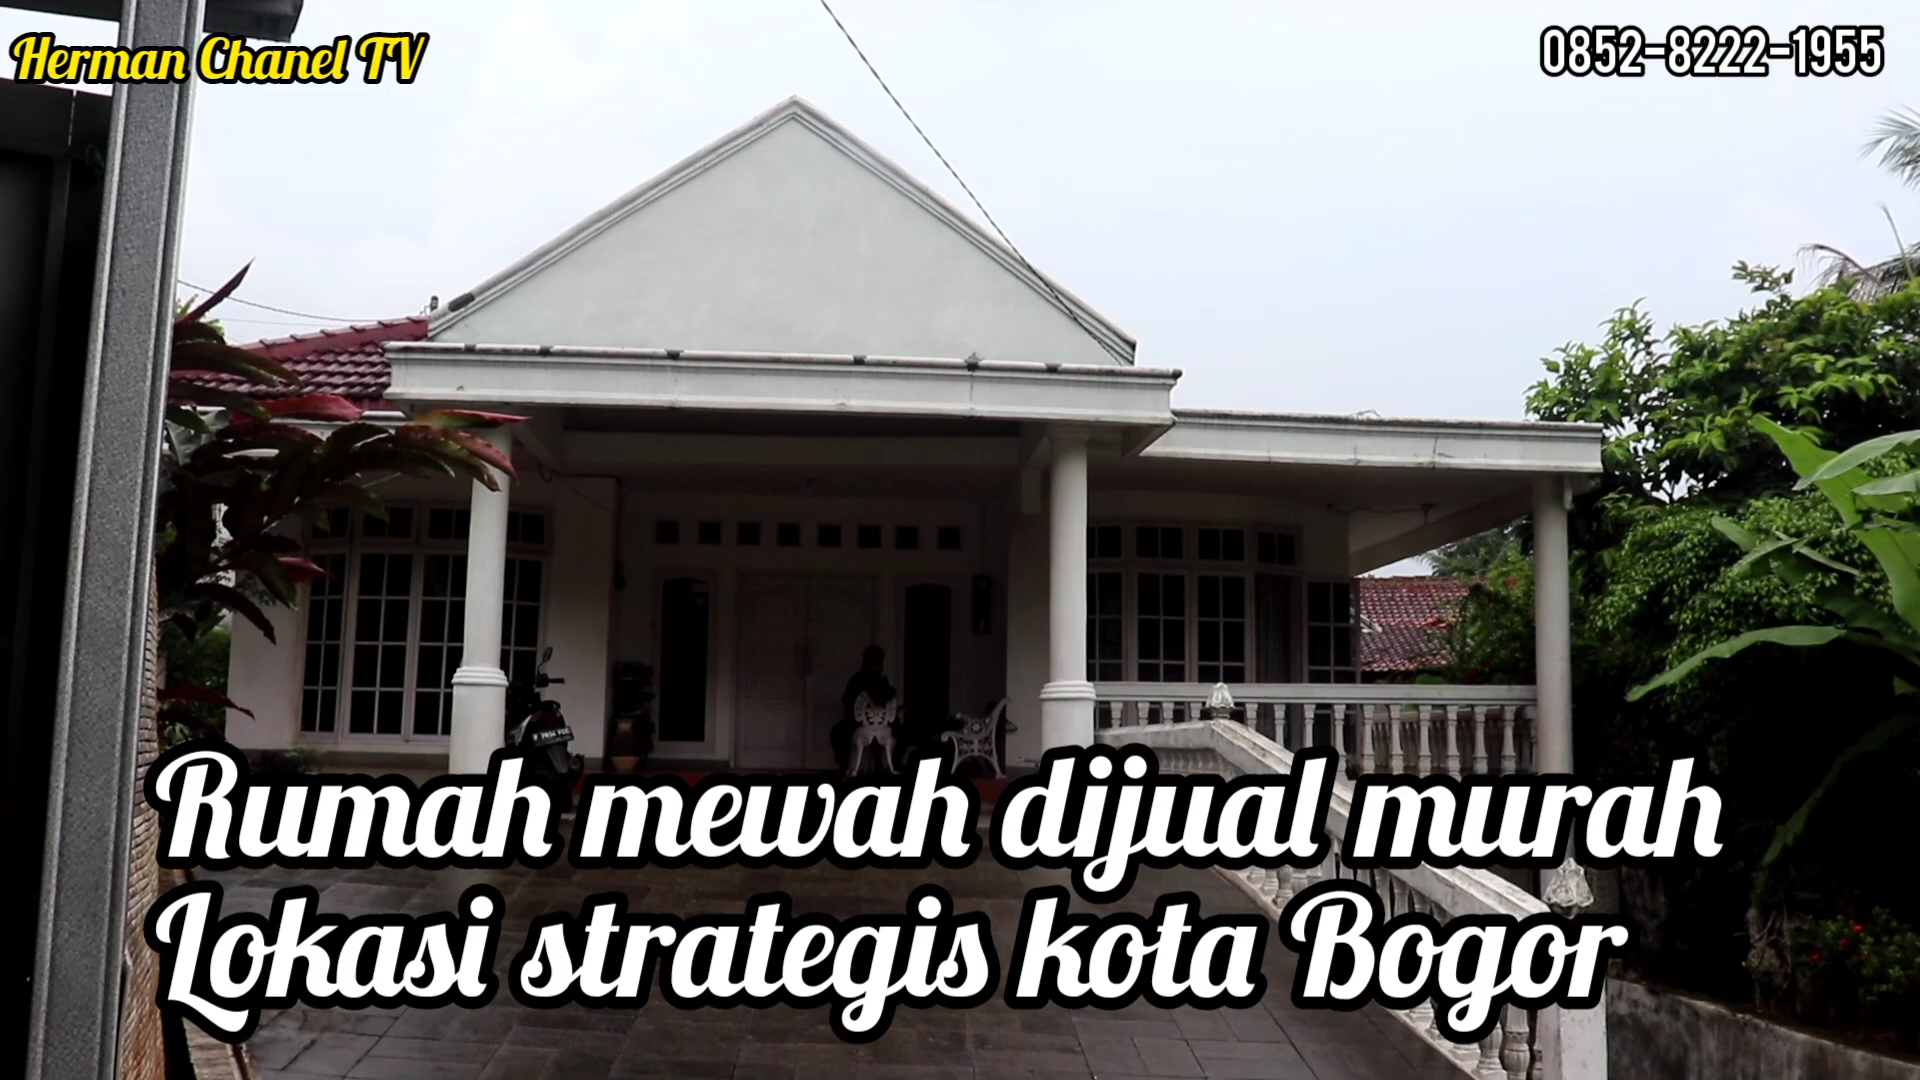 Herman Chanel TV
0852-8222-1955
Rumah mewah dijual murah
Lokasi strategis kota Bogor